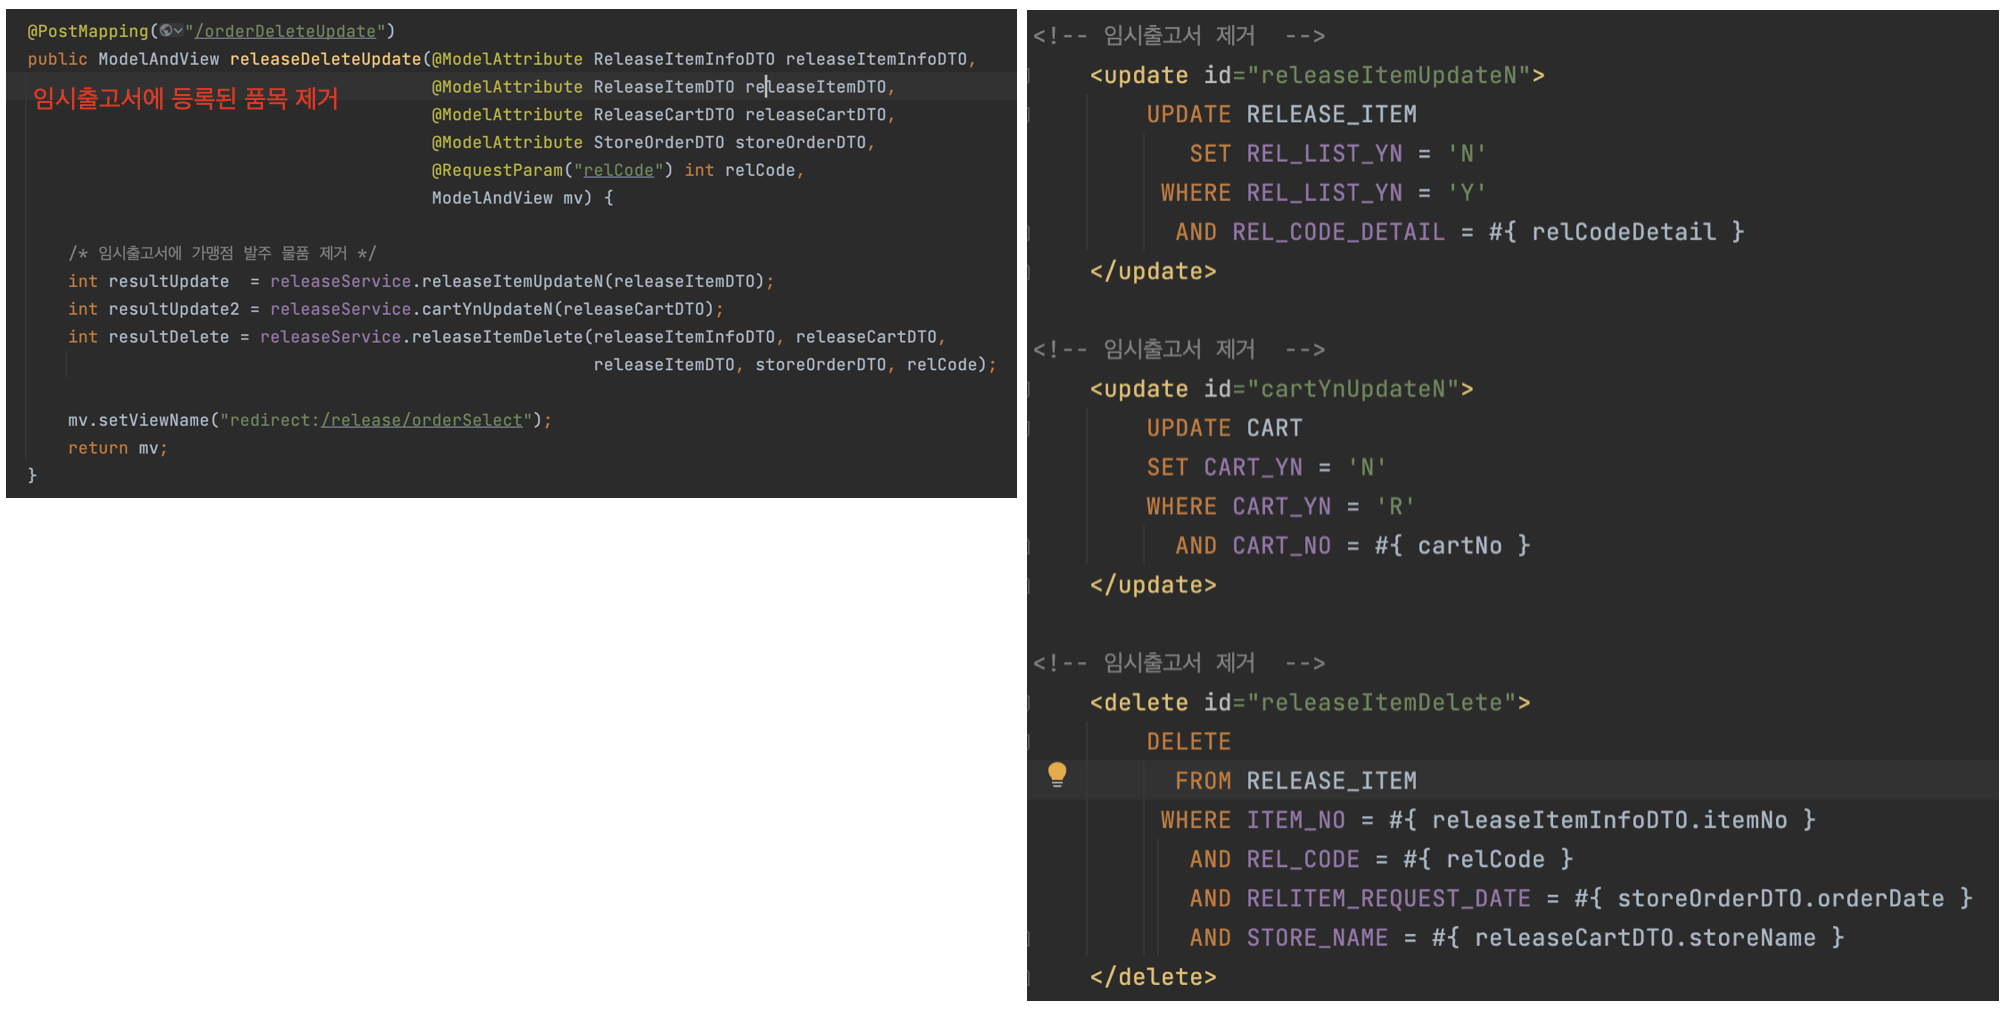 @PostMapping("/orderDeleteUpdate")
public ModelAndView releaseDeleteUpdate(@ModelAttribute ReleaseItemInfoDTO releaseItemInfoDTO,
@ModelAttribute ReleaseItemDTO releaseItemDTO,
임시출고서에 등록된 품목 제거
@ModelAttribute ReleaseCartDTO releaseCartDTO,
@ModelAttribute StoreOrderDTO storeOrderDTO,
@RequestParam("relCode") int relCode,
ModelAndView mv) {
/* 임시출고서에 가맹점 발주 물품 제거 */
int resultUpdate  = releaseService.releaseItemUpdateN(releaseItemDTO);
int resultUpdate2 = releaseService.cartYnUpdateN(releaseCartDTO);
int resultDelete = releaseService.releaseItemDelete(releaseItemInfoDTO, releaseCartDTO,
releaseItemDTO, storeOrderDTO, relCode);
mv.setViewName("redirect:/release/orderSelect");
return mv;
}
<!-- 임시출고서 제거  -->
<update id="releaseItemUpdateN">
UPDATE RELEASE_ITEM
SET REL_LIST_YN = 'N'
WHERE REL_LIST_YN = 'Y'
AND REL_CODE_DETAIL = #{ relCodeDetail }
</update>
<!-- 임시출고서 제거  -->
<update id="cartYnUpdateN">
UPDATE CART
SET CART_YN = 'N'
WHERE CART_YN = 'R'
AND CART_NO = #{ cartNo }
</update>
<!-- 임시출고서 제거  -->
<delete id="releaseItemDelete">
DELETE
FROM RELEASE_ITEM
WHERE ITEM_NO = #{ releaseItemInfoDTO.itemNo }
AND REL_CODE = #{ relCode }
AND RELITEM_REQUEST_DATE = #{ storeOrderDTO.orderDate }
AND STORE_NAME = #{ releaseCartDTO.storeName }
</delete>